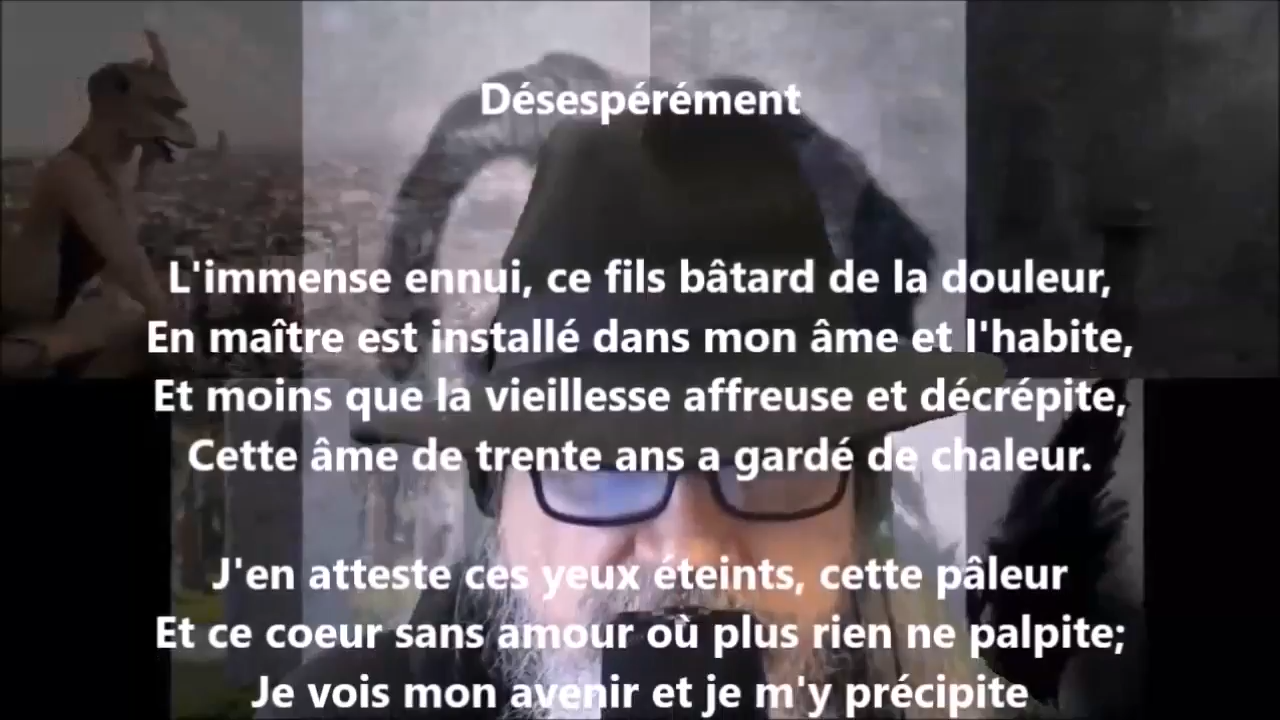 Désespérément
L'immense ennui, ce fils bâtard de la douleur,
En maître est installé dans mon âme et l'habite,
Et moins que la vieillesse affreuse et décrépite,
Cette âme de trente ans a gardé de chaleur.
J'en atteste ces yeux éteints, cette pâleur
Et ce coeur sans amour où plus rien ne palpite;
Je vois mon avenir et je m'y précipite